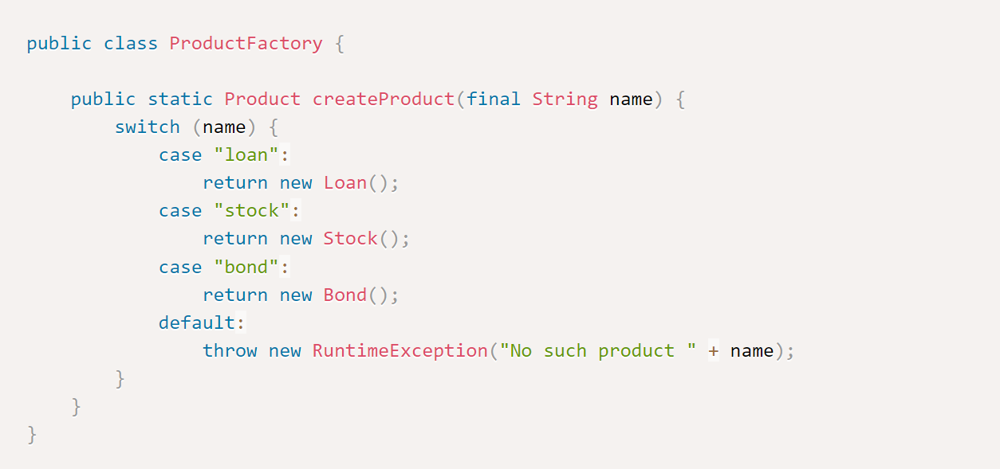 public class ProductFactory {
    public static Product createProduct(final String name) {
        switch (name) {
            case "loan":
                return new Loan();
            case "stock":
                return new Stock();
            case "bond":
                return new Bond();
            default:
                throw new RuntimeException("No such product " + name);
        }
    }
}